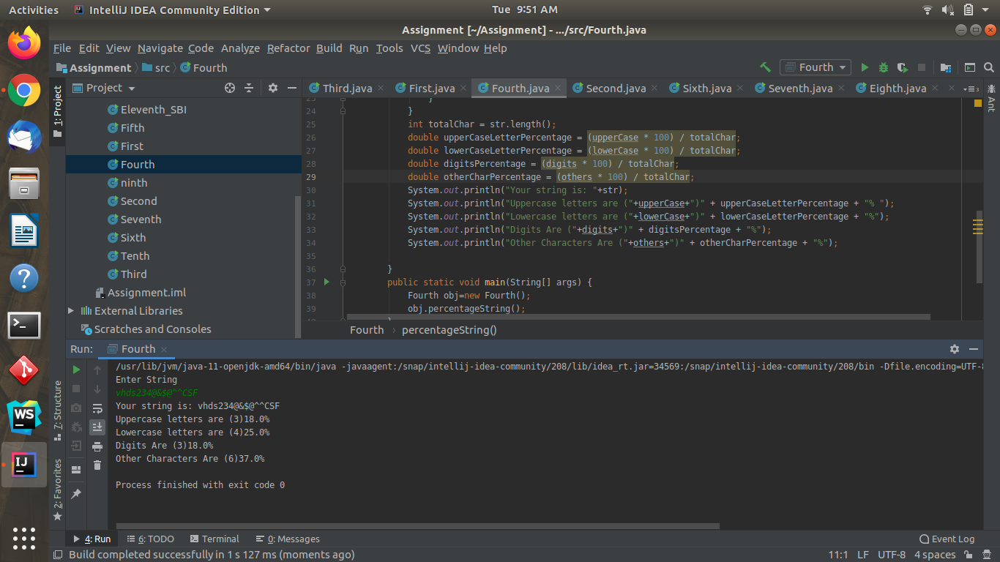 Activities IntelliJ IDEA Community Edition Tue 9:51 AM
Assignment [~/Assignment] - .../src/Fourth.java
File Edit View Navigate Code Analyze Refactor Build Run Tools VCS Window Help
Assignment src Fourth Fourth
Project Third.java First.java Fourth.java Second.java Sixth.java Seventh.java Eighth.java
1: Project
Ant
Eleventh_SBI
Fifth
First
Fourth
ninth
Second
Seventh
Sixth
Tenth
Third
Assignment.iml
External Libraries
Scratches and Consoles
23 }
24 }
25 int totalChar = str.length();
26 double upperCaseLetterPercentage = (upperCase * 100) / totalChar;
27 double lowerCaseLetterPercentage = (lowerCase * 100) / totalChar;
28 double digitsPercentage = (digits * 100) / totalChar;
29 double otherCharPercentage = (others * 100) / totalChar;
30 System.out.println("Your string is: "+str);
31 System.out.println("Uppercase letters are ("+upperCase+")" + upperCaseLetterPercentage + "% ");
32 System.out.println("Lowercase letters are ("+lowerCase+")" + lowerCaseLetterPercentage + "%");
33 System.out.println("Digits Are ("+digits+")" + digitsPercentage + "%");
34 System.out.println("Other Characters Are ("+others+")" + otherCharPercentage + "%");
35
36 }
37 public static void main(String[] args) {
38 Fourth obj=new Fourth();
39 obj.percentageString();
Fourth › percentageString()
Run: Fourth
/usr/lib/jvm/java-11-openjdk-amd64/bin/java -javaagent:/snap/intellij-idea-community/208/lib/idea_rt.jar=34569:/snap/intellij-idea-community/208/bin -Dfile.encoding=UTF-8
Enter String
vhds234@&$@^^CSF
Your string is: vhds234@&$@^^CSF
Uppercase letters are (3)18.0%
Lowercase letters are (4)25.0%
Digits Are (3)18.0%
Other Characters Are (6)37.0%
Process finished with exit code 0
7: Structure
2: Favorites
WS
IJ
4: Run 6: TODO Terminal 0: Messages Event Log
Build completed successfully in 1 s 127 ms (moments ago) 11:1 LF UTF-8 4 spaces